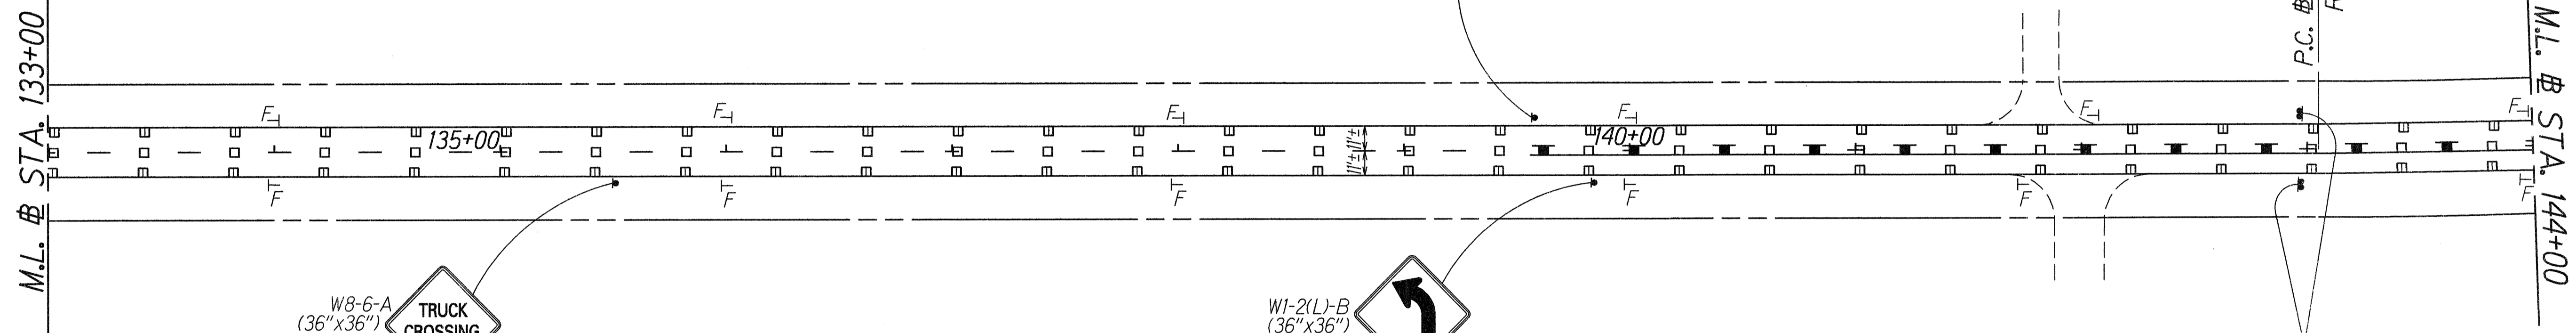 M.L. ⅊ STA. 133+00
F
F
F
F
F
F
135+00
11'±
11'±
140+00
F
F
F
F
F
F
P.C. ⅊
M.L. ⅊ STA. 144+00
W8-6-A
(36"x36")
TRUCK
CROSSING
W1-2(L)-B
(36"x36")